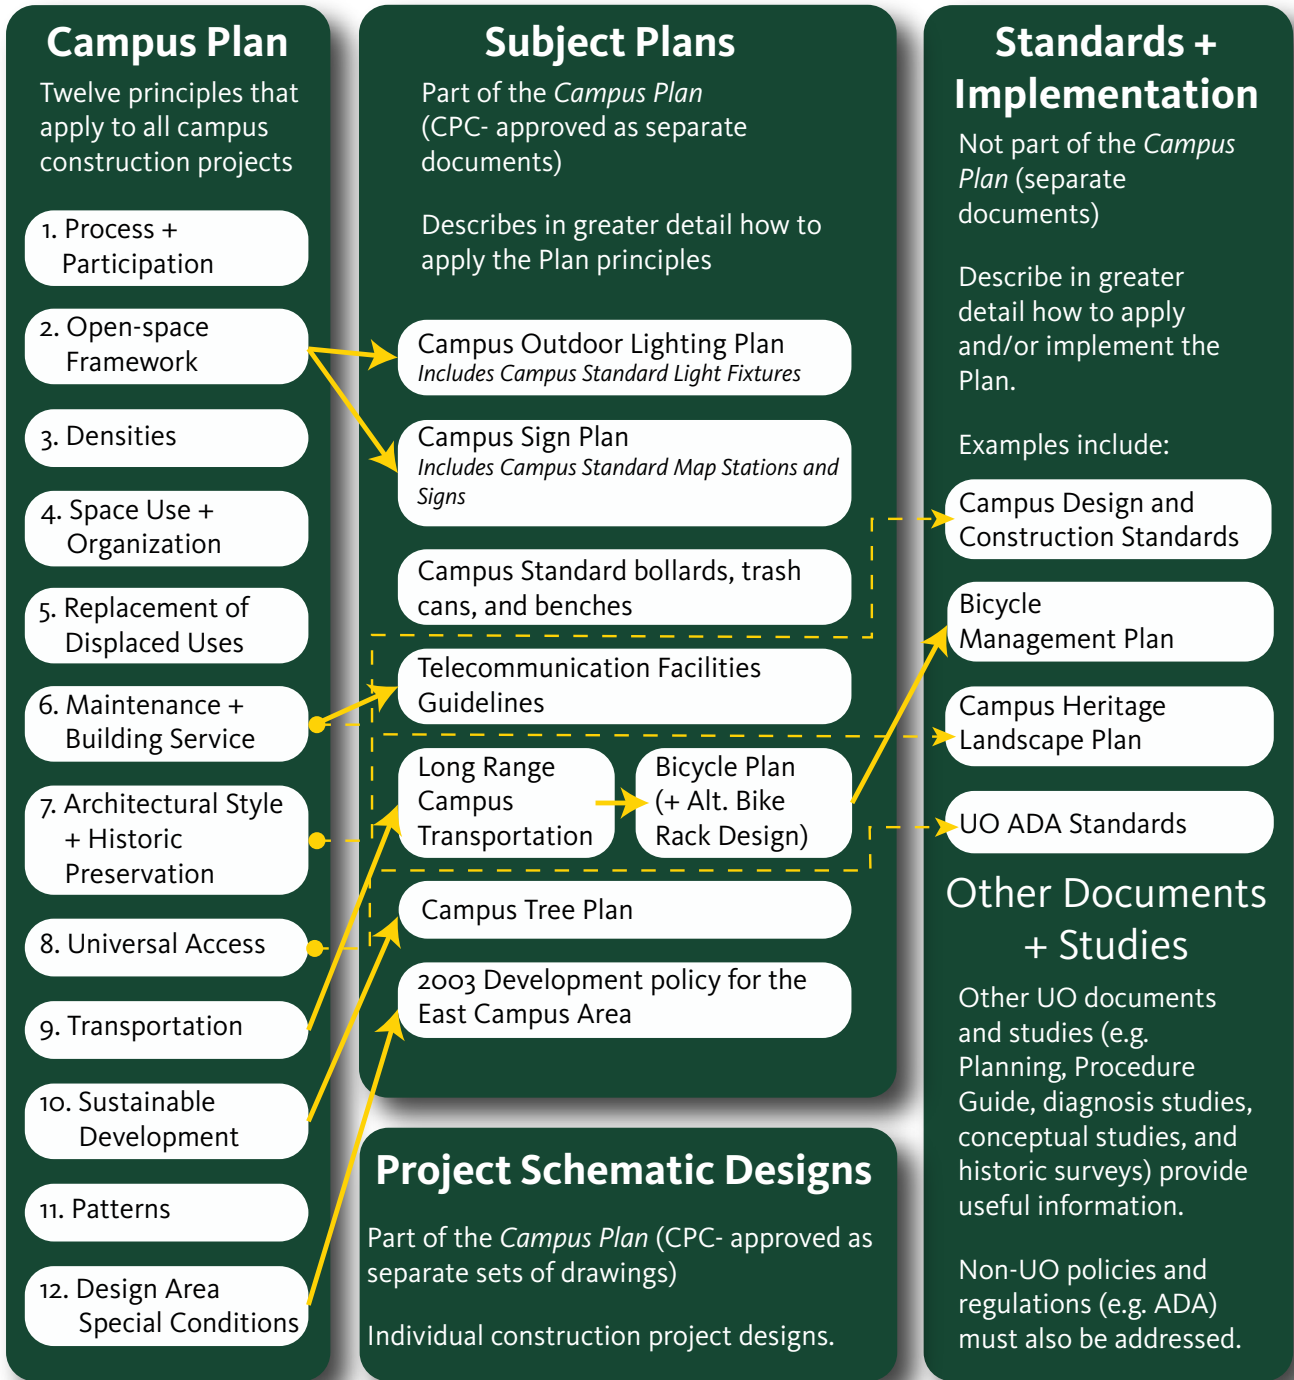 Campus Plan
Twelve principles that
apply to all campus
construction projects
1. Process +
Participation
2. Open-space
Framework
3. Densities
4. Space Use +
Organization
5. Replacement of
Displaced Uses
6. Maintenance +
Building Service
7. Architectural Style
+ Historic
Preservation
8. Universal Access
9. Transportation
10. Sustainable
Development
11. Patterns
12. Design Area
Special Conditions
Subject Plans
Part of the Campus Plan
(CPC- approved as separate
documents)
Describes in greater detail how to
apply the Plan principles
Campus Outdoor Lighting Plan
Includes Campus Standard Light Fixtures
Campus Sign Plan
Includes Campus Standard Map Stations and
Signs
Campus Standard bollards, trash
cans, and benches
Telecommunication Facilities
Guidelines
Long Range
Campus
Transportation
Bicycle Plan
(+ Alt. Bike
Rack Design)
Campus Tree Plan
2003 Development policy for the
East Campus Area
Project Schematic Designs
Part of the Campus Plan (CPC- approved as
separate sets of drawings)
Individual construction project designs.
Standards +
Implementation
Not part of the Campus
Plan (separate
documents)
Describe in greater
detail how to apply
and/or implement the
Plan.
Examples include:
Campus Design and
Construction Standards
Bicycle
Management Plan
Campus Heritage
Landscape Plan
UO ADA Standards
Other Documents
+ Studies
Other UO documents
and studies (e.g.
Planning, Procedure
Guide, diagnosis studies,
conceptual studies, and
historic surveys) provide
useful information.
Non-UO policies and
regulations (e.g. ADA)
must also be addressed.